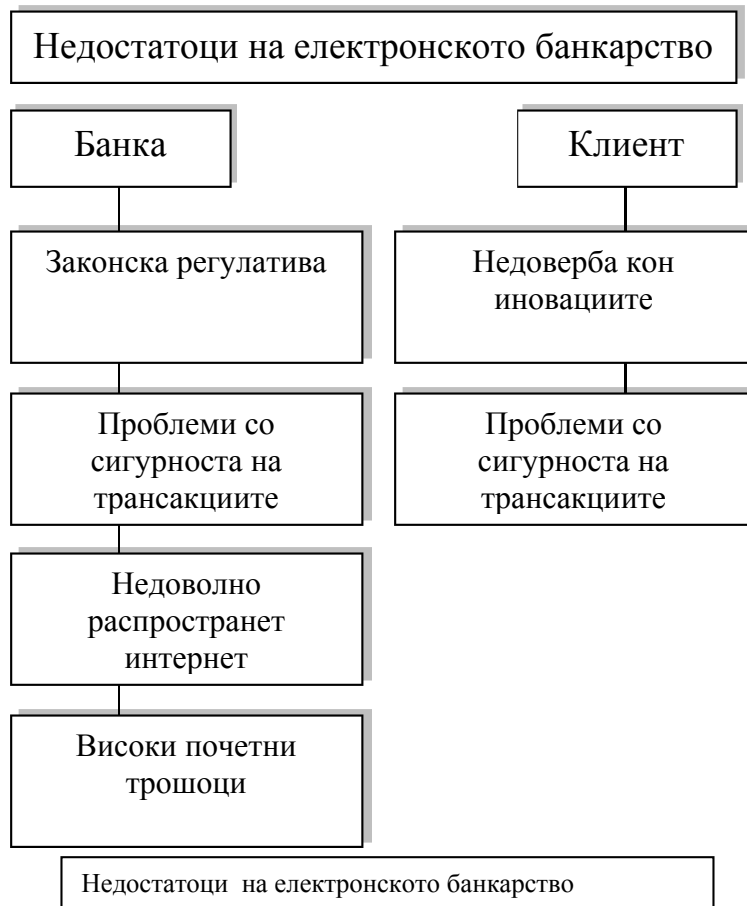 Недостатоци на електронското банкарство
Банка
Клиент
Законска регулатива
Недоверба кон
иновациите
Проблеми со
сигурноста на
трансакциите
Проблеми со
сигурноста на
трансакциите
Недоволно
распространет
интернет
Високи почетни
трошоци
Недостатоци на електронското банкарство